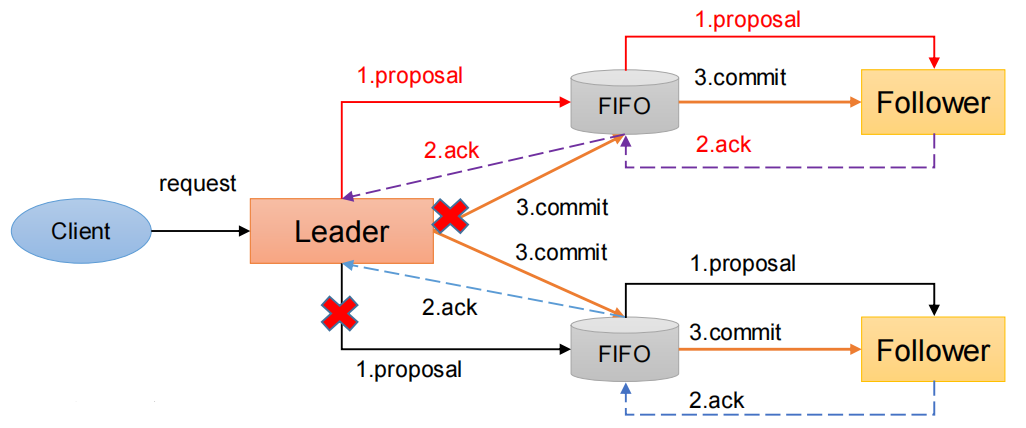 1.proposal
1.proposal
3.commit
FIFO
Follower
2.ack
2.ack
request
3.commit
Client
Leader
3.commit
1.proposal
2.ack
3.commit
FIFO
Follower
1.proposal
2.ack